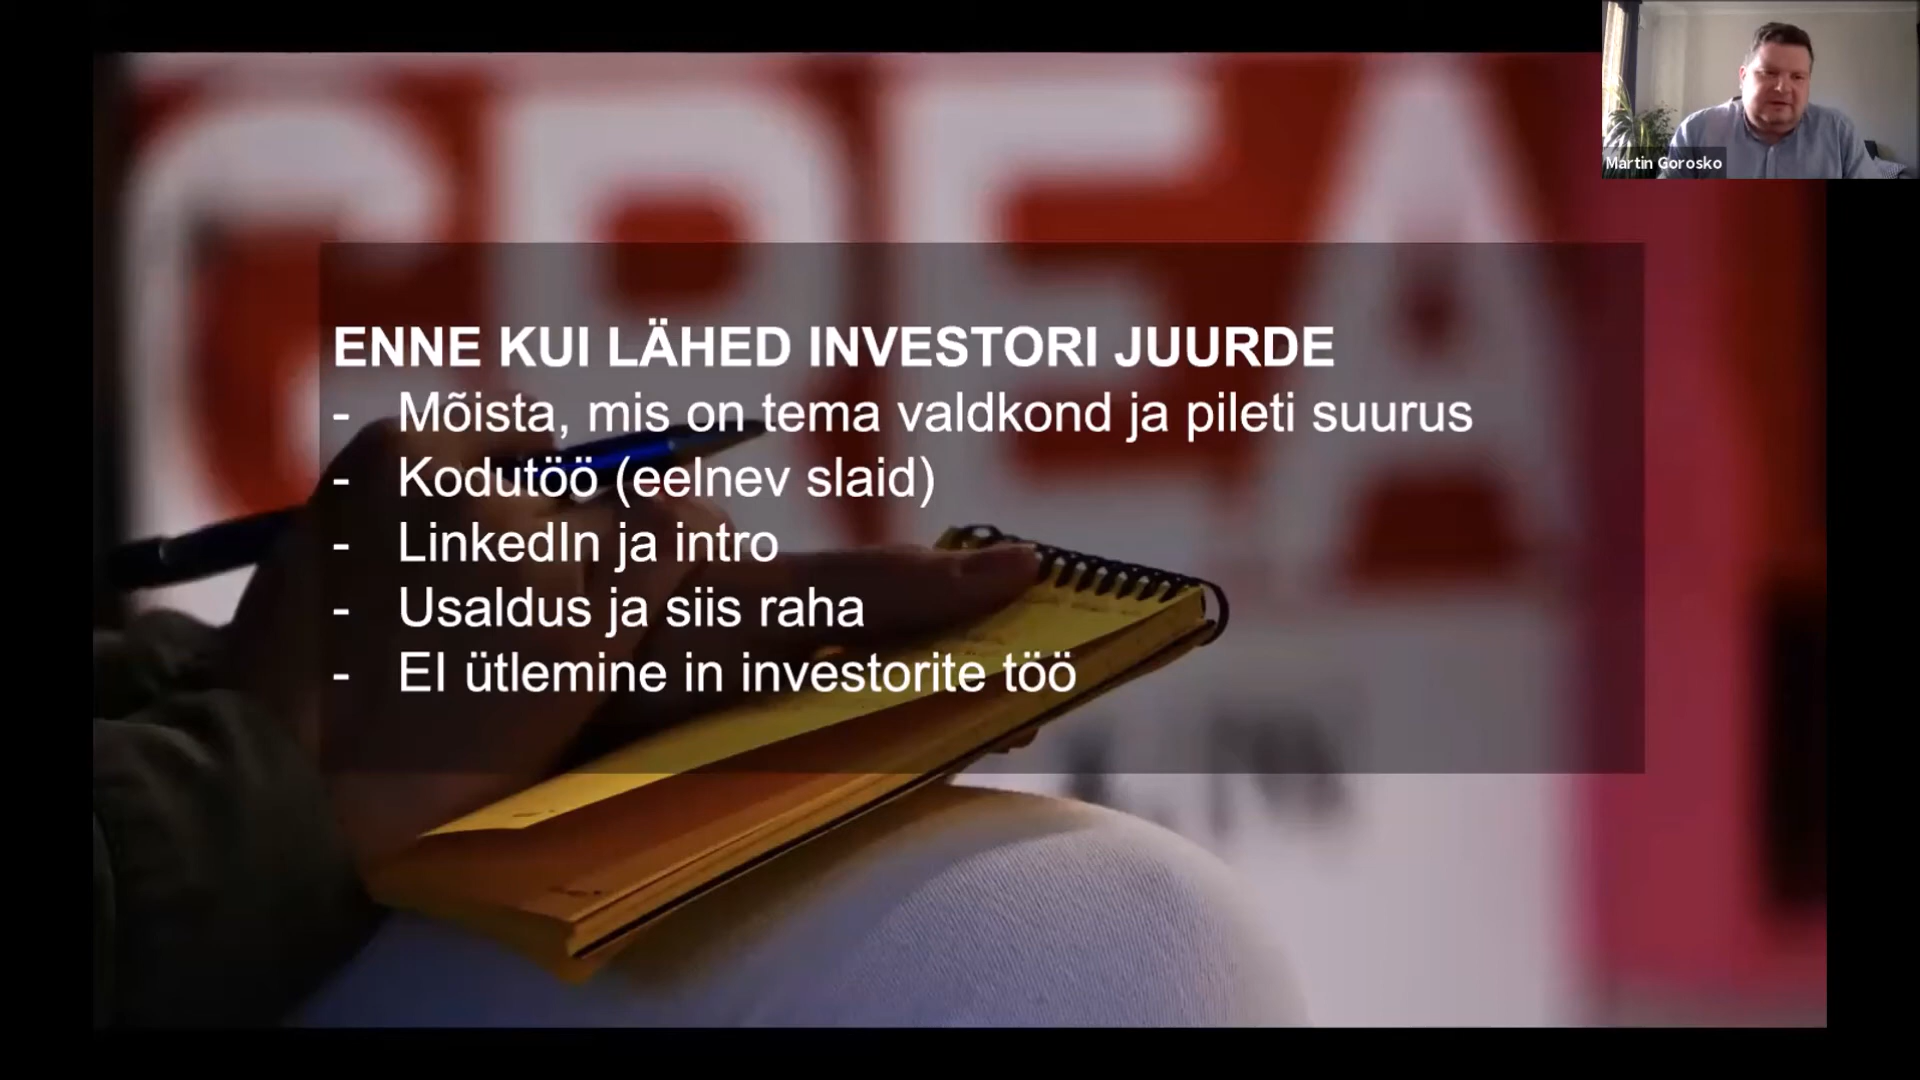 Martin Gorosko
CREA
ENNE KUI LÄHED INVESTORI JUURDE
- Mõista, mis on tema valdkond ja pileti suurus
- Kodutöö (eelnev slaid)
- LinkedIn ja intro
- Usaldus ja siis raha
- EI ütlemine in investorite töö